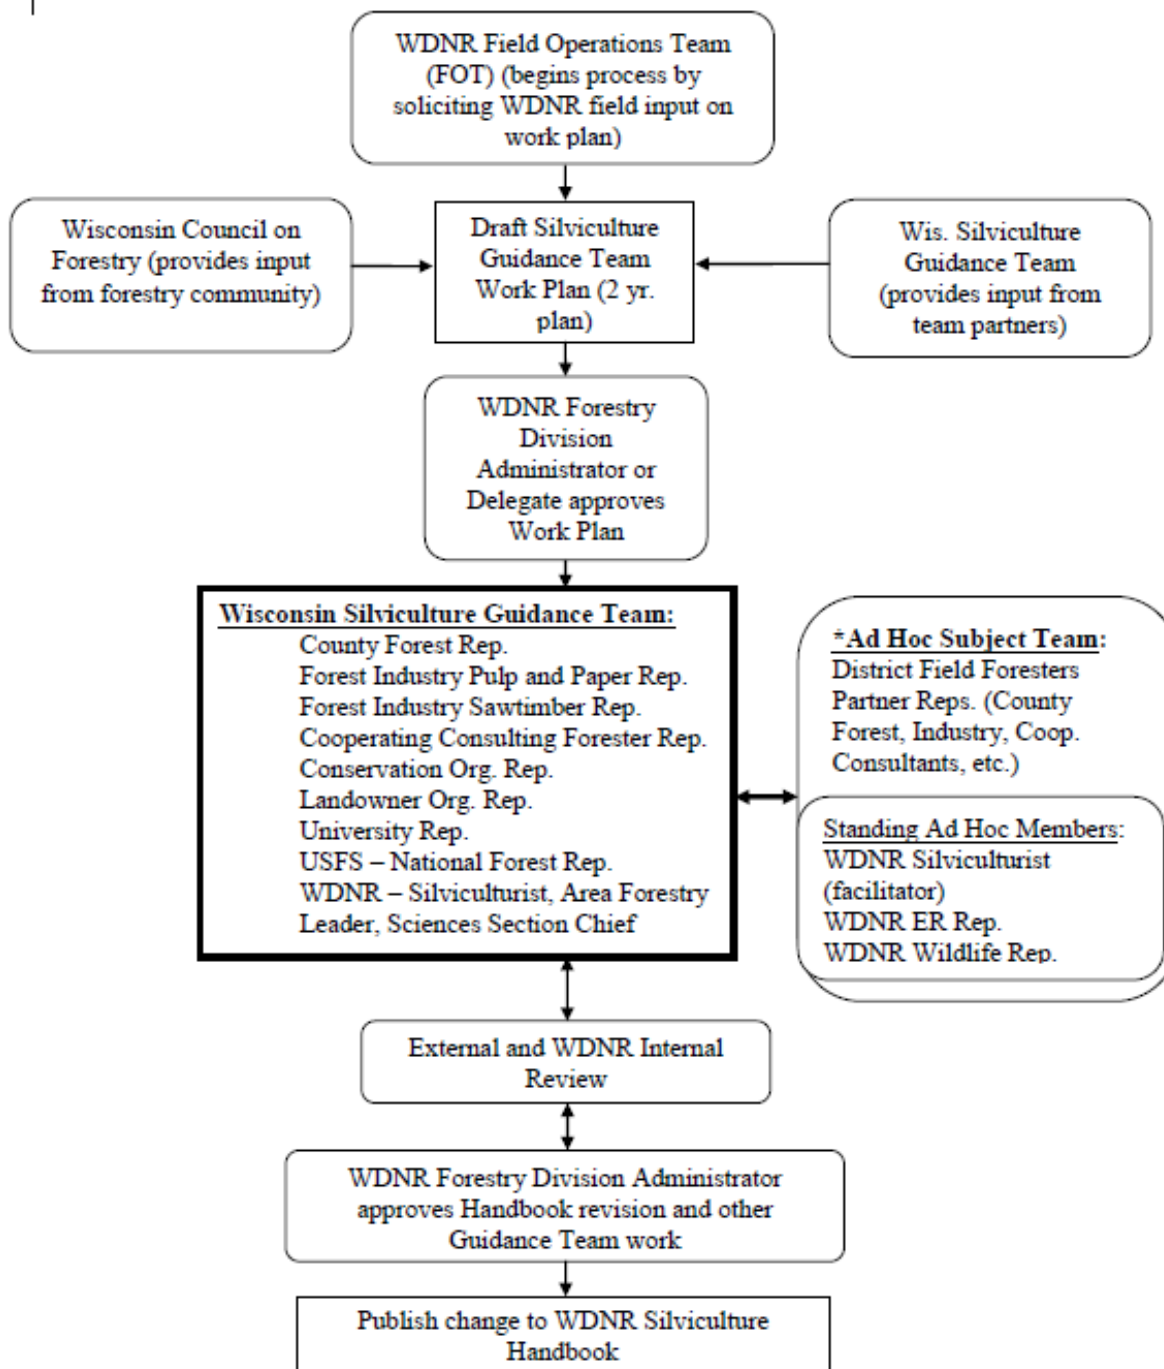 WDNR Field Operations Team
(FOT) (begins process by
soliciting WDNR field input on
work plan)
Wisconsin Council on
Forestry (provides input
from forestry community)
Draft Silviculture
Guidance Team
Work Plan (2 yr.
plan)
Wis. Silviculture
Guidance Team
(provides input from
team partners)
WDNR Forestry
Division
Administrator or
Delegate approves
Work Plan
Wisconsin Silviculture Guidance Team:
County Forest Rep.
Forest Industry Pulp and Paper Rep.
Forest Industry Sawtimber Rep.
Cooperating Consulting Forester Rep.
Conservation Org. Rep.
Landowner Org. Rep.
University Rep.
USFS – National Forest Rep.
WDNR – Silviculturist, Area Forestry
Leader, Sciences Section Chief
*Ad Hoc Subject Team:
District Field Foresters
Partner Reps. (County
Forest, Industry, Coop.
Consultants, etc.)
Standing Ad Hoc Members:
WDNR Silviculturist
(facilitator)
WDNR ER Rep.
WDNR Wildlife Rep.
External and WDNR Internal
Review
WDNR Forestry Division Administrator
approves Handbook revision and other
Guidance Team work
Publish change to WDNR Silviculture
Handbook